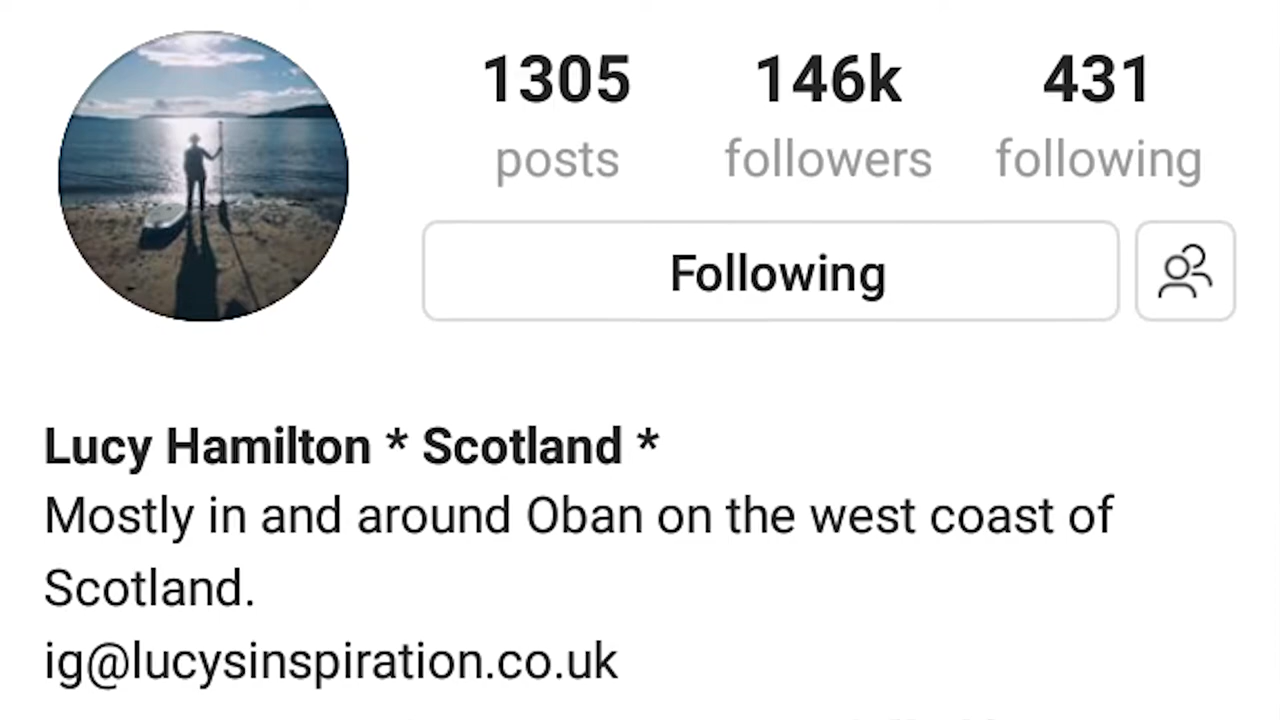 1305 146k 431
posts followers following
Following
Lucy Hamilton * Scotland *
Mostly in and around Oban on the west coast of
Scotland.
ig@lucysinspiration.co.uk